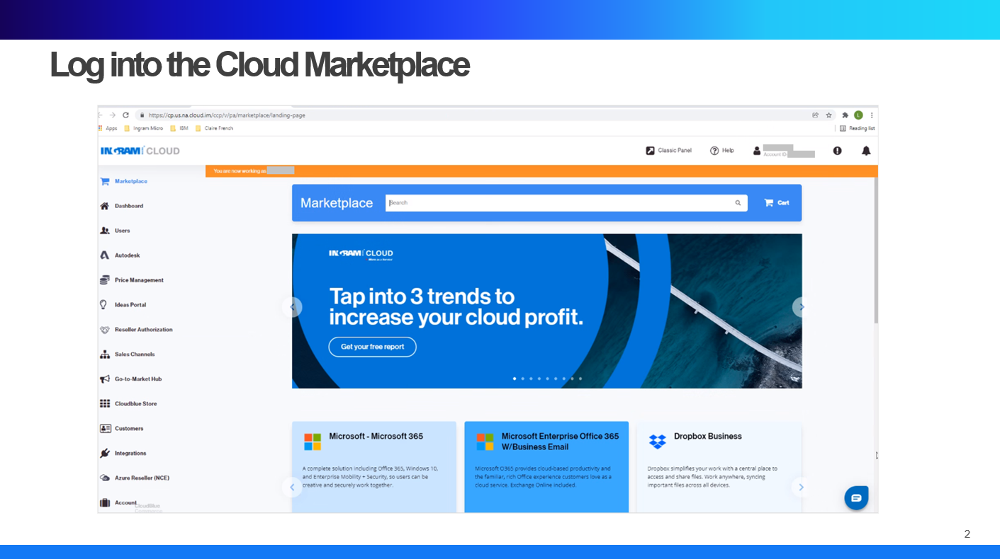 Log into the Cloud Marketplace
https://cp.us.na.cloud.im/ccp/v/pa/marketplace/landing-page
Apps Ingram Micro IBM Claire French Reading list
INGRAM CLOUD Classic Panel Help Account ID:
You are now working as
Marketplace
Dashboard
Users
Autodesk
Price Management
Ideas Portal
Reseller Authorization
Sales Channels
Go-to-Market Hub
Cloudblue Store
Customers
Integrations
Azure Reseller (NCE)
Account
CloudBlue
Commerce
Marketplace Search Cart
INGRAM CLOUD
More as a Service
Tap into 3 trends to
increase your cloud profit.
Get your free report
Microsoft - Microsoft 365
A complete solution including Office 365, Windows 10,
and Enterprise Mobility + Security, so users can be
creative and securely work together.
Microsoft Enterprise Office 365
W/Business Email
Microsoft O365 provides cloud-based productivity and
the familiar, rich Office experience customers love as a
cloud service. Exchange Online included.
Dropbox Business
Dropbox simplifies your work with a central place to
access and share files. Work anywhere, syncing
important files across all devices.
2